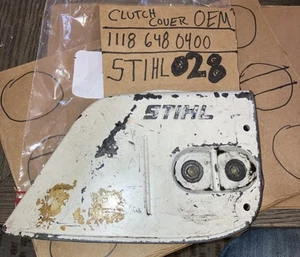 CLUTCH
COVER OEM
1118 648 0400
STIHL 028
STIHL